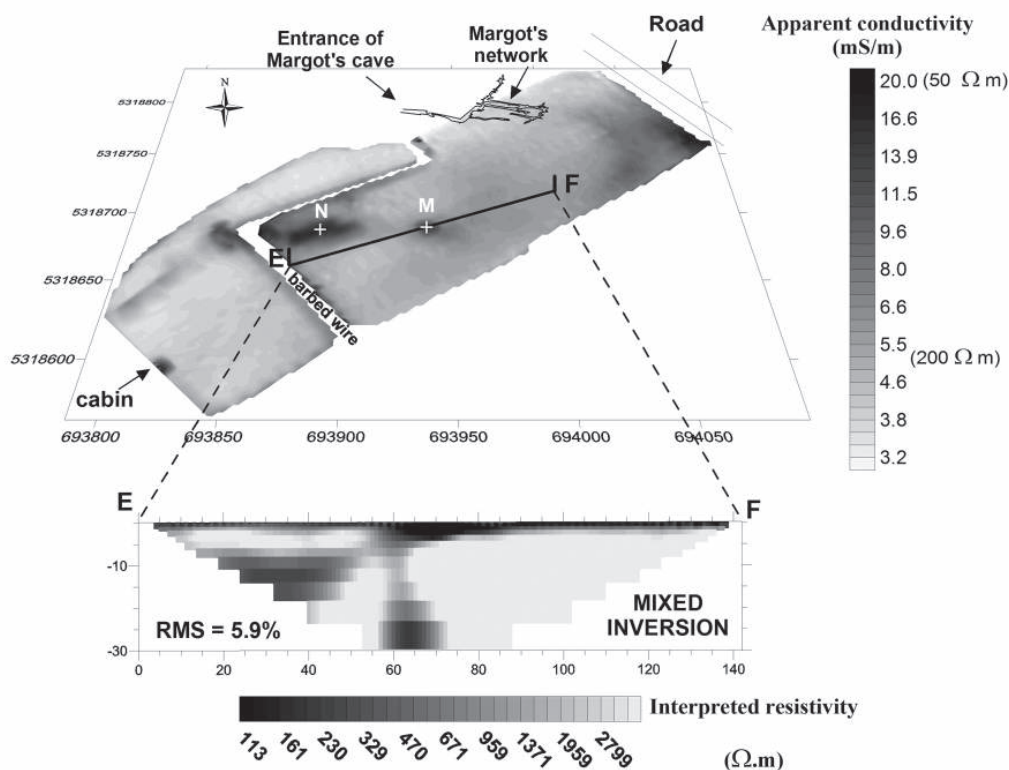 Road
Apparent conductivity
(mS/m)
Entrance of
Margot's cave
Margot's
network
N
5318800
5318750
5318700
5318650
5318600
20.0 (50 Ω m)
16.6
13.9
11.5
9.6
8.0
6.6
5.5
(200 Ω m)
4.6
3.8
3.2
N
M
F
E
barbed wire
cabin
693800
693850
693900
693950
694000
694050
E
F
-10
-30
RMS = 5.9%
MIXED
INVERSION
0
20
40
60
80
100
120
140
Interpreted resistivity
113
161
230
329
470
671
959
1371
1959
2799
(Ω.m)